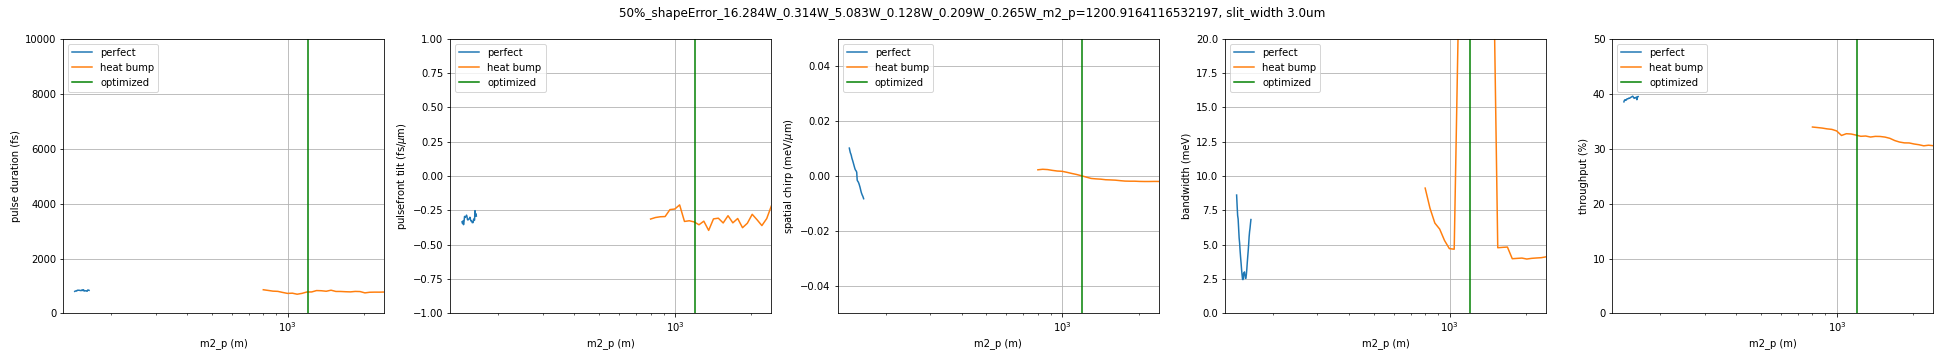 50%_shapeError_16.284W_0.314W_5.083W_0.128W_0.209W_0.265W_m2_p=1200.9164116532197, slit_width 3.0um
pulse duration (fs)
10000
8000
6000
4000
2000
0
perfect
heat bump
optimized
10³
m2_p (m)
pulsefront tilt (fs/μm)
1.00
0.75
0.50
0.25
0.00
−0.25
−0.50
−0.75
−1.00
perfect
heat bump
optimized
10³
m2_p (m)
spatial chirp (meV/μm)
0.04
0.02
0.00
−0.02
−0.04
perfect
heat bump
optimized
10³
m2_p (m)
bandwidth (meV)
20.0
17.5
15.0
12.5
10.0
7.5
5.0
2.5
0.0
perfect
heat bump
optimized
10³
m2_p (m)
throughput (%)
50
40
30
20
10
0
perfect
heat bump
optimized
10³
m2_p (m)